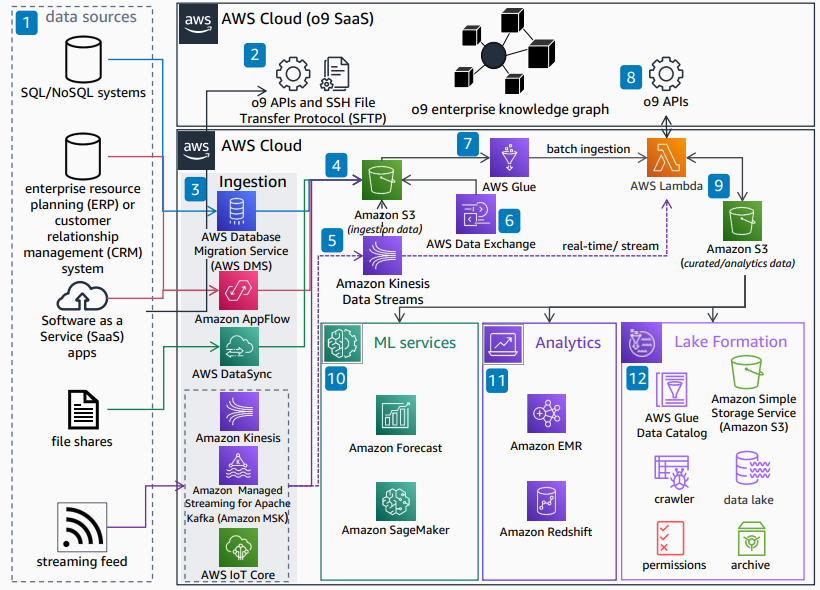 1
data sources
SQL/NoSQL systems
enterprise resource
planning (ERP) or
customer
relationship
management (CRM)
system
Software as a
Service (SaaS)
apps
file shares
streaming feed
aws
AWS Cloud (o9 SaaS)
2
o9 APIs and SSH File
Transfer Protocol (SFTP)
o9 enterprise knowledge graph
8
o9 APIs
aws
AWS Cloud
3
Ingestion
AWS Database
Migration Service
(AWS DMS)
Amazon AppFlow
AWS DataSync
Amazon Kinesis
Amazon Managed
Streaming for Apache
Kafka (Amazon MSK)
AWS IoT Core
4
Amazon S3
(ingestion data)
5
Amazon Kinesis
Data Streams
6
AWS Data Exchange
7
AWS Glue
batch ingestion
AWS Lambda
real-time/ stream
9
Amazon S3
(curated/analytics data)
ML services
10
Amazon Forecast
Amazon SageMaker
Analytics
11
Amazon EMR
Amazon Redshift
Lake Formation
12
AWS Glue
Data Catalog
Amazon Simple
Storage Service
(Amazon S3)
crawler
data lake
permissions
archive